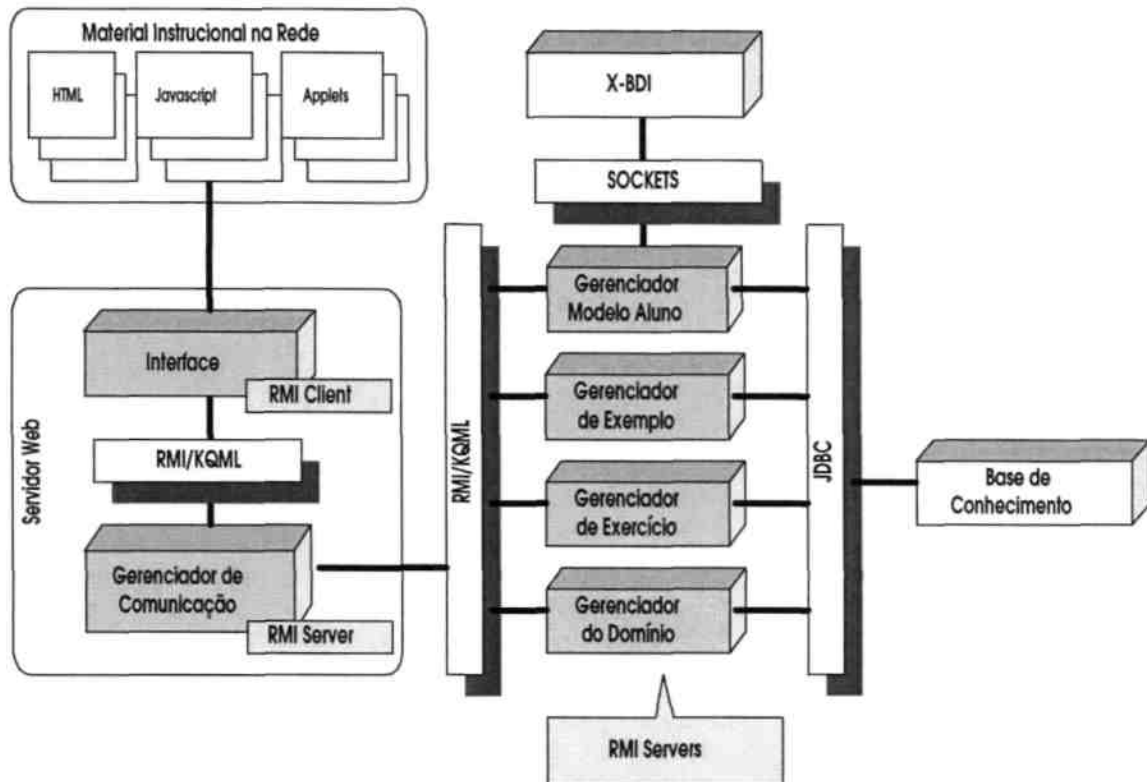 Material Instrucional na Rede
HTML
Javascript
Applets
X-BDI
SOCKETS
Servidor Web
Interface
RMI Client
RMI/KQML
Gerenciador de
Comunicação
RMI Server
RMI/KQML
Gerenciador
Modelo Aluno
Gerenciador
de Exemplo
Gerenciador
de Exercício
Gerenciador
do Domínio
JDBC
Base de
Conhecimento
RMI Servers